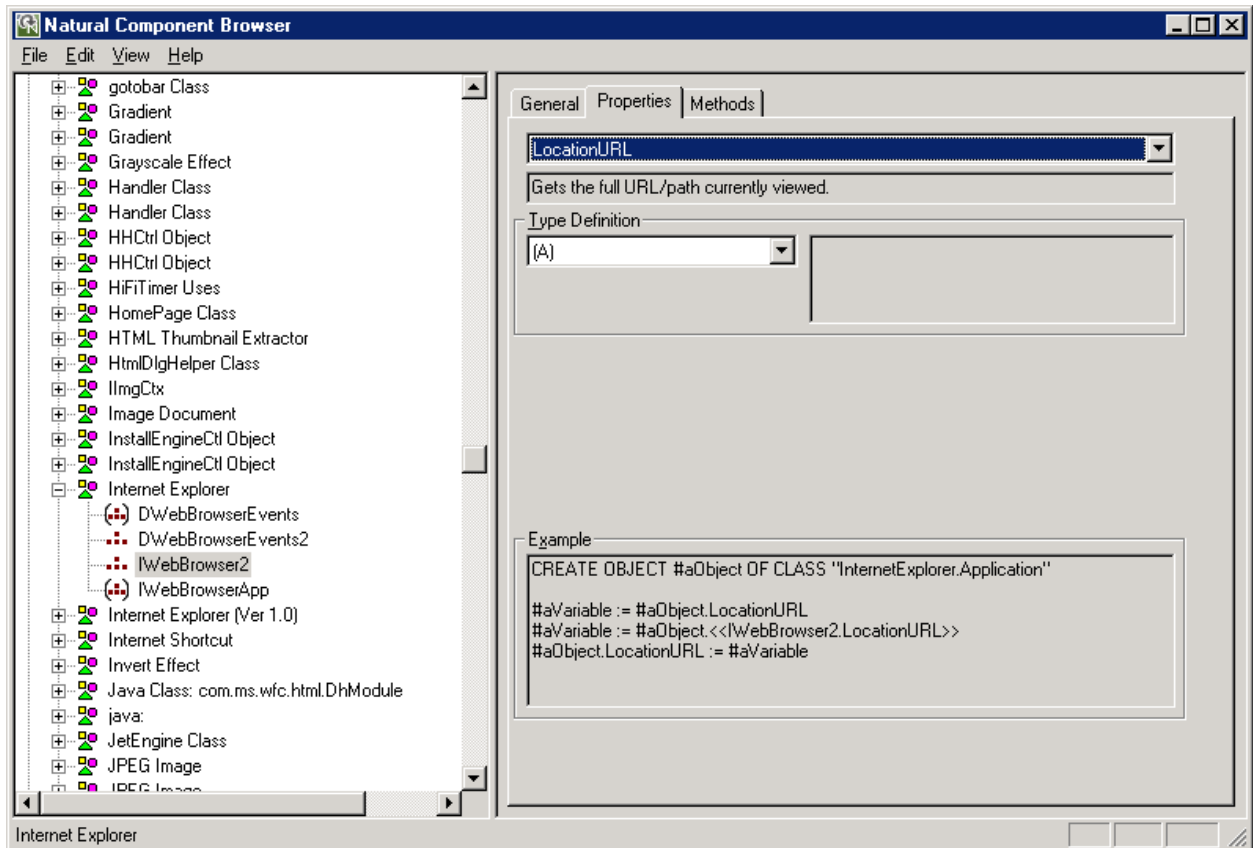 Natural Component Browser
File Edit View Help
gotobar Class
Gradient
Gradient
Grayscale Effect
Handler Class
Handler Class
HHCtrl Object
HHCtrl Object
HiFiTimer Uses
HomePage Class
HTML Thumbnail Extractor
HtmlDlgHelper Class
IImgCtx
Image Document
InstallEngineCtl Object
InstallEngineCtl Object
Internet Explorer
DWebBrowserEvents
DWebBrowserEvents2
IWebBrowser2
IWebBrowserApp
Internet Explorer (Ver 1.0)
Internet Shortcut
Invert Effect
Java Class: com.ms.wfc.html.DhModule
java:
JetEngine Class
JPEG Image
JPEG Image
General Properties Methods
LocationURL
Gets the full URL/path currently viewed.
Type Definition
(A)
Example
CREATE OBJECT #aObject OF CLASS "InternetExplorer.Application"
#aVariable := #aObject.LocationURL
#aVariable := #aObject.<<IWebBrowser2.LocationURL>>
#aObject.LocationURL := #aVariable
Internet Explorer